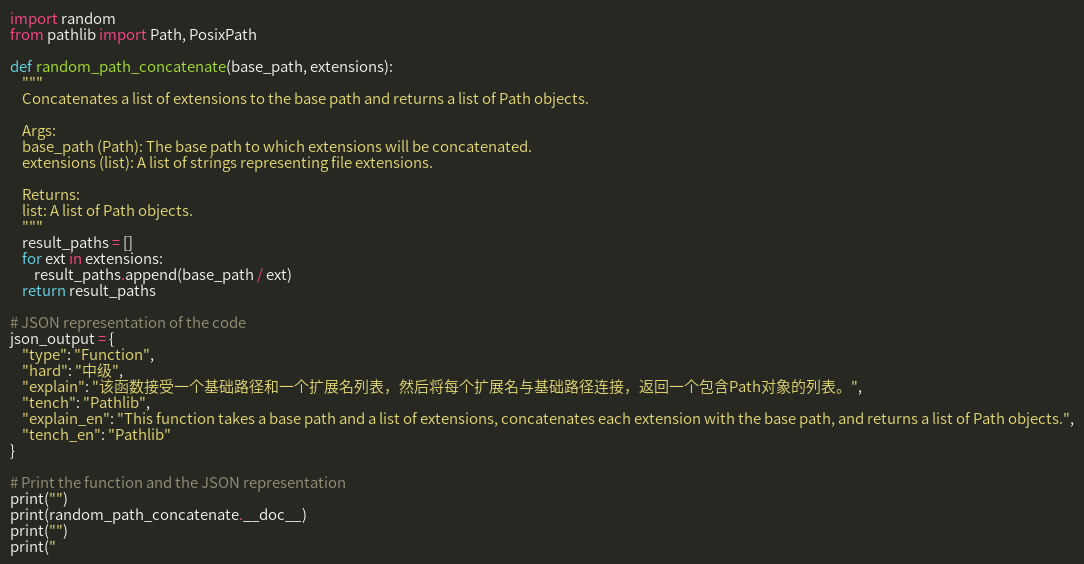 import random
from pathlib import Path, PosixPath

def random_path_concatenate(base_path, extensions):
    """
    Concatenates a list of extensions to the base path and returns a list of Path objects.

    Args:
    base_path (Path): The base path to which extensions will be concatenated.
    extensions (list): A list of strings representing file extensions.

    Returns:
    list: A list of Path objects.
    """
    result_paths = []
    for ext in extensions:
        result_paths.append(base_path / ext)
    return result_paths

# JSON representation of the code
json_output = {
    "type": "Function",
    "hard": "中级",
    "explain": "该函数接受一个基础路径和一个扩展名列表，然后将每个扩展名与基础路径连接，返回一个包含Path对象的列表。",
    "tench": "Pathlib",
    "explain_en": "This function takes a base path and a list of extensions, concatenates each extension with the base path, and returns a list of Path objects.",
    "tench_en": "Pathlib"
}

# Print the function and the JSON representation
print("")
print(random_path_concatenate.__doc__)
print("")
print("